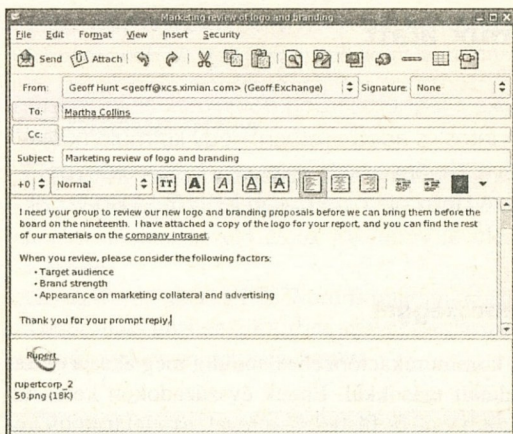 Marketing review of logo and branding
File Edit Format View Insert Security
Send Attach
From: Geoff Hunt <geoff@xcs.ximian.com> (Geoff Exchange) Signature: None
To: Martha Collins
Cc:
Subject: Marketing review of logo and branding
+0 Normal TT A A A A
I need your group to review our new logo and branding proposals before we can bring them before the
board on the nineteenth. I have attached a copy of the logo for your report, and you can find the rest
of our materials on the company intranet.
When you review, please consider the following factors:
• Target audience
• Brand strength
• Appearance on marketing collateral and advertising
Thank you for your prompt reply,
Rupert
rupertcorp_2
50.png (18K)